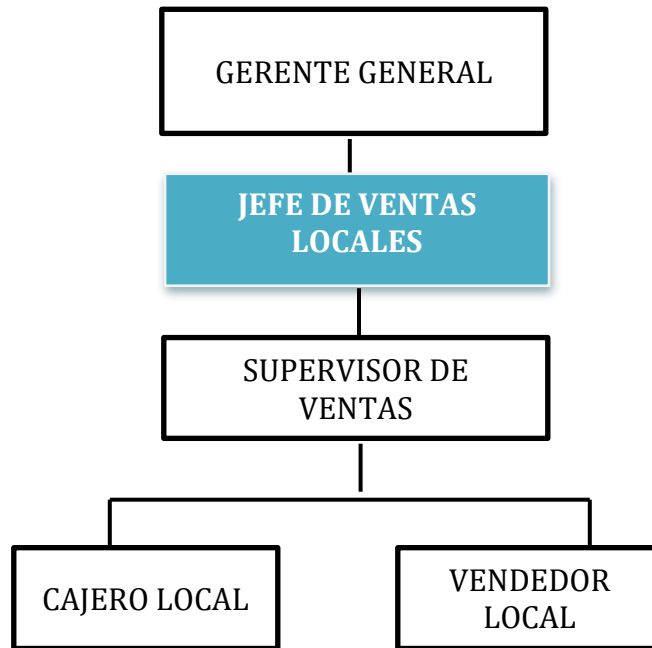 GERENTE GENERAL
JEFE DE VENTAS
LOCALES
SUPERVISOR DE
VENTAS
CAJERO LOCAL
VENDEDOR
LOCAL